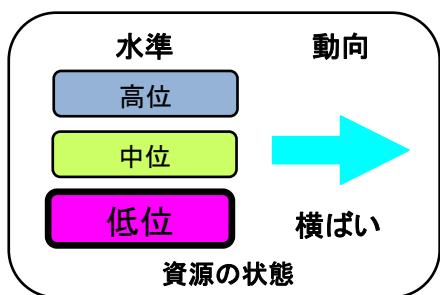 水準 動向
高位
中位
低位
横ばい
資源の状態